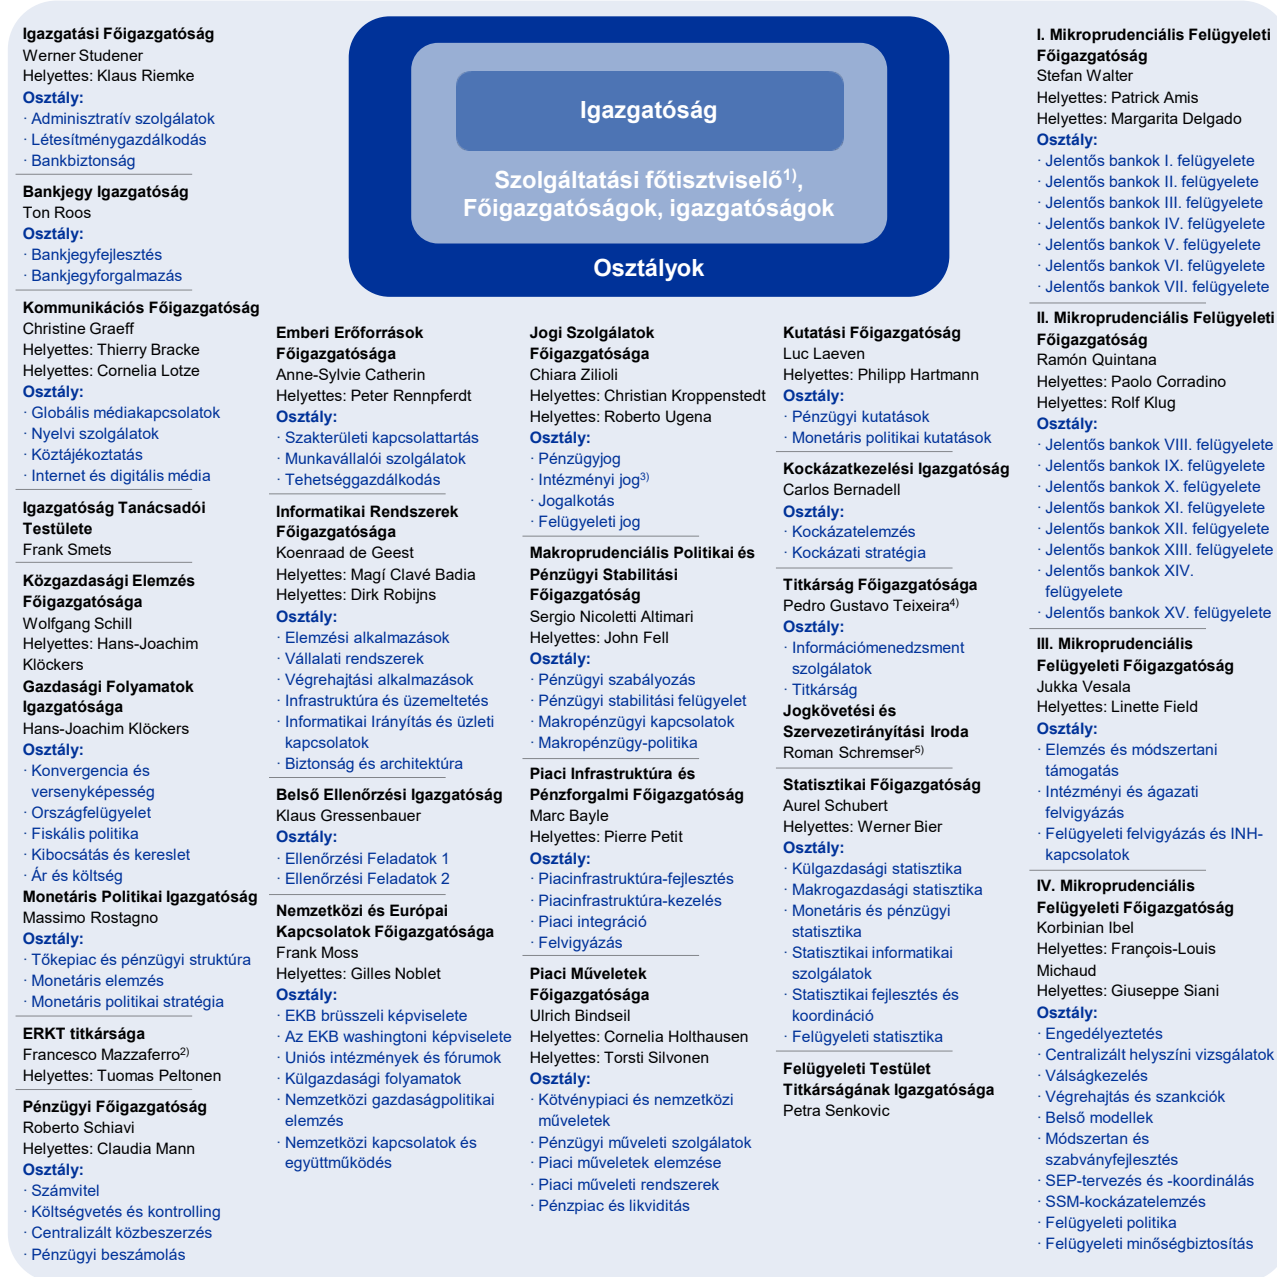 Igazgatási Főigazgatóság
Werner Studener
Helyettes: Klaus Riemke
Osztály:
· Adminisztratív szolgálatok
· Létesítménygazdálkodás
· Bankbiztonság
Bankjegy Igazgatóság
Ton Roos
Osztály:
· Bankjegyfejlesztés
· Bankjegyforgalmazás
Kommunikációs Főigazgatóság
Christine Graeff
Helyettes: Thierry Bracke
Helyettes: Cornelia Lotze
Osztály:
· Globális médiakapcsolatok
· Nyelvi szolgálatok
· Köztájékoztatás
· Internet és digitális média
Igazgatóság Tanácsadói
Testülete
Frank Smets
Közgazdasági Elemzés
Főigazgatósága
Wolfgang Schill
Helyettes: Hans-Joachim
Klöckers
Gazdasági Folyamatok
Igazgatósága
Hans-Joachim Klöckers
Osztály:
· Konvergencia és
versenyképesség
· Országfelügyelet
· Fiskális politika
· Kibocsátás és kereslet
· Ár és költség
Monetáris Politikai Igazgatóság
Massimo Rostagno
Osztály:
· Tőkepiac és pénzügyi struktúra
· Monetáris elemzés
· Monetáris politikai stratégia
ERKT titkársága
Francesco Mazzaferro2)
Helyettes: Tuomas Peltonen
Pénzügyi Főigazgatóság
Roberto Schiavi
Helyettes: Claudia Mann
Osztály:
· Számvitel
· Költségvetés és kontrolling
· Centralizált közbeszerzés
· Pénzügyi beszámolás
Igazgatóság
Szolgáltatási főtisztviselő1),
Főigazgatóságok, igazgatóságok
Osztályok
Emberi Erőforrások
Főigazgatósága
Anne-Sylvie Catherin
Helyettes: Peter Rennpferdt
Osztály:
· Szakterületi kapcsolattartás
· Munkavállalói szolgálatok
· Tehetséggazdálkodás
Informatikai Rendszerek
Főigazgatósága
Koenraad de Geest
Helyettes: Magí Clavé Badia
Helyettes: Dirk Robijns
Osztály:
· Elemzési alkalmazások
· Vállalati rendszerek
· Végrehajtási alkalmazások
· Infrastruktúra és üzemeltetés
· Informatikai Irányítás és üzleti
kapcsolatok
· Biztonság és architektúra
Belső Ellenőrzési Igazgatóság
Klaus Gressenbauer
Osztály:
· Ellenőrzési Feladatok 1
· Ellenőrzési Feladatok 2
Nemzetközi és Európai
Kapcsolatok Főigazgatósága
Frank Moss
Helyettes: Gilles Noblet
Osztály:
· EKB brüsszeli képviselete
· Az EKB washingtoni képviselete
· Uniós intézmények és fórumok
· Külgazdasági folyamatok
· Nemzetközi gazdaságpolitikai
elemzés
· Nemzetközi kapcsolatok és
együttműködés
Jogi Szolgálatok
Főigazgatósága
Chiara Zilioli
Helyettes: Christian Kroppenstedt
Helyettes: Roberto Ugena
Osztály:
· Pénzügyjog
· Intézményi jog3)
· Jogalkotás
· Felügyeleti jog
Makroprudenciális Politikai és
Pénzügyi Stabilitási
Főigazgatóság
Sergio Nicoletti Altimari
Helyettes: John Fell
Osztály:
· Pénzügyi szabályozás
· Pénzügyi stabilitási felügyelet
· Makropénzügyi kapcsolatok
· Makropénzügy-politika
Piaci Infrastruktúra és
Pénzforgalmi Főigazgatóság
Marc Bayle
Helyettes: Pierre Petit
Osztály:
· Piacinfrastruktúra-fejlesztés
· Piacinfrastruktúra-kezelés
· Piaci integráció
· Felvigyázás
Piaci Műveletek
Főigazgatósága
Ulrich Bindseil
Helyettes: Cornelia Holthausen
Helyettes: Torsti Silvonen
Osztály:
· Kötvénypiaci és nemzetközi
műveletek
· Pénzügyi műveleti szolgálatok
· Piaci műveletek elemzése
· Piaci műveleti rendszerek
· Pénzpiac és likviditás
Kutatási Főigazgatóság
Luc Laeven
Helyettes: Philipp Hartmann
Osztály:
· Pénzügyi kutatások
· Monetáris politikai kutatások
Kockázatkezelési Igazgatóság
Carlos Bernadell
Osztály:
· Kockázatelemzés
· Kockázati stratégia
Titkárság Főigazgatósága
Pedro Gustavo Teixeira4)
Osztály:
· Információmenedzsment
szolgálatok
· Titkárság
Jogkövetési és
Szervezetirányítási Iroda
Roman Schremser5)
Statisztikai Főigazgatóság
Aurel Schubert
Helyettes: Werner Bier
Osztály:
· Külgazdasági statisztika
· Makrogazdasági statisztika
· Monetáris és pénzügyi
statisztika
· Statisztikai informatikai
szolgálatok
· Statisztikai fejlesztés és
koordináció
· Felügyeleti statisztika
Felügyeleti Testület
Titkárságának Igazgatósága
Petra Senkovic
I. Mikroprudenciális Felügyeleti
Főigazgatóság
Stefan Walter
Helyettes: Patrick Amis
Helyettes: Margarita Delgado
Osztály:
· Jelentős bankok I. felügyelete
· Jelentős bankok II. felügyelete
· Jelentős bankok III. felügyelete
· Jelentős bankok IV. felügyelete
· Jelentős bankok V. felügyelete
· Jelentős bankok VI. felügyelete
· Jelentős bankok VII. felügyelete
II. Mikroprudenciális Felügyeleti
Főigazgatóság
Ramón Quintana
Helyettes: Paolo Corradino
Helyettes: Rolf Klug
Osztály:
· Jelentős bankok VIII. felügyelete
· Jelentős bankok IX. felügyelete
· Jelentős bankok X. felügyelete
· Jelentős bankok XI. felügyelete
· Jelentős bankok XII. felügyelete
· Jelentős bankok XIII. felügyelete
· Jelentős bankok XIV.
felügyelete
· Jelentős bankok XV. felügyelete
III. Mikroprudenciális
Felügyeleti Főigazgatóság
Jukka Vesala
Helyettes: Linette Field
Osztály:
· Elemzés és módszertani
támogatás
· Intézményi és ágazati
felvigyázás
· Felügyeleti felvigyázás és INH-
kapcsolatok
IV. Mikroprudenciális
Felügyeleti Főigazgatóság
Korbinian Ibel
Helyettes: François-Louis
Michaud
Helyettes: Giuseppe Siani
Osztály:
· Engedélyeztetés
· Centralizált helyszíni vizsgálatok
· Válságkezelés
· Végrehajtás és szankciók
· Belső modellek
· Módszertan és
szabványfejlesztés
· SEP-tervezés és -koordinálás
· SSM-kockázatelemzés
· Felügyeleti politika
· Felügyeleti minőségbiztosítás